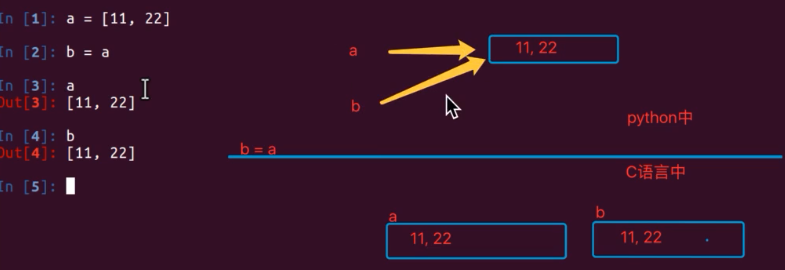 In [1]: a = [11, 22]
In [2]: b = a
In [3]: a
Out[3]: [11, 22]
In [4]: b
Out[4]: [11, 22]
In [5]:
a
11, 22
b
python中
b = a
C语言中
a
11, 22
b
11, 22